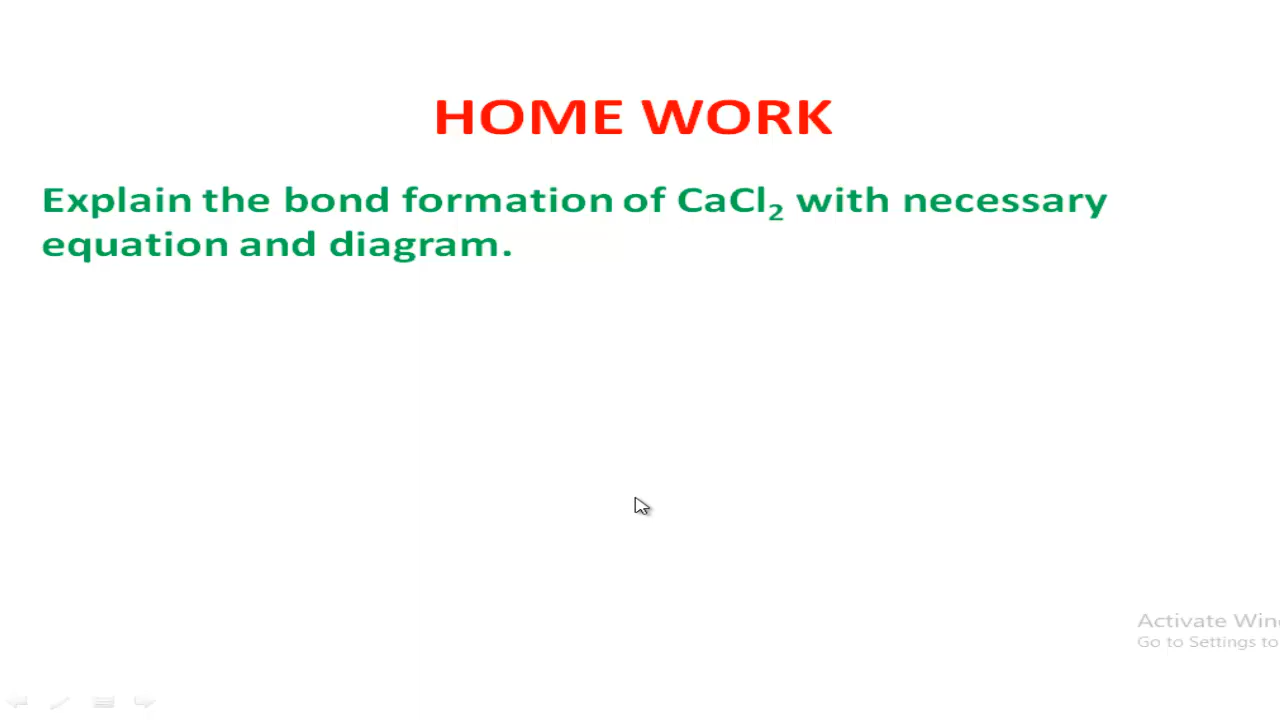 HOME WORK
Explain the bond formation of CaCl₂ with necessary
equation and diagram.
Activate Win
Go to Settings to